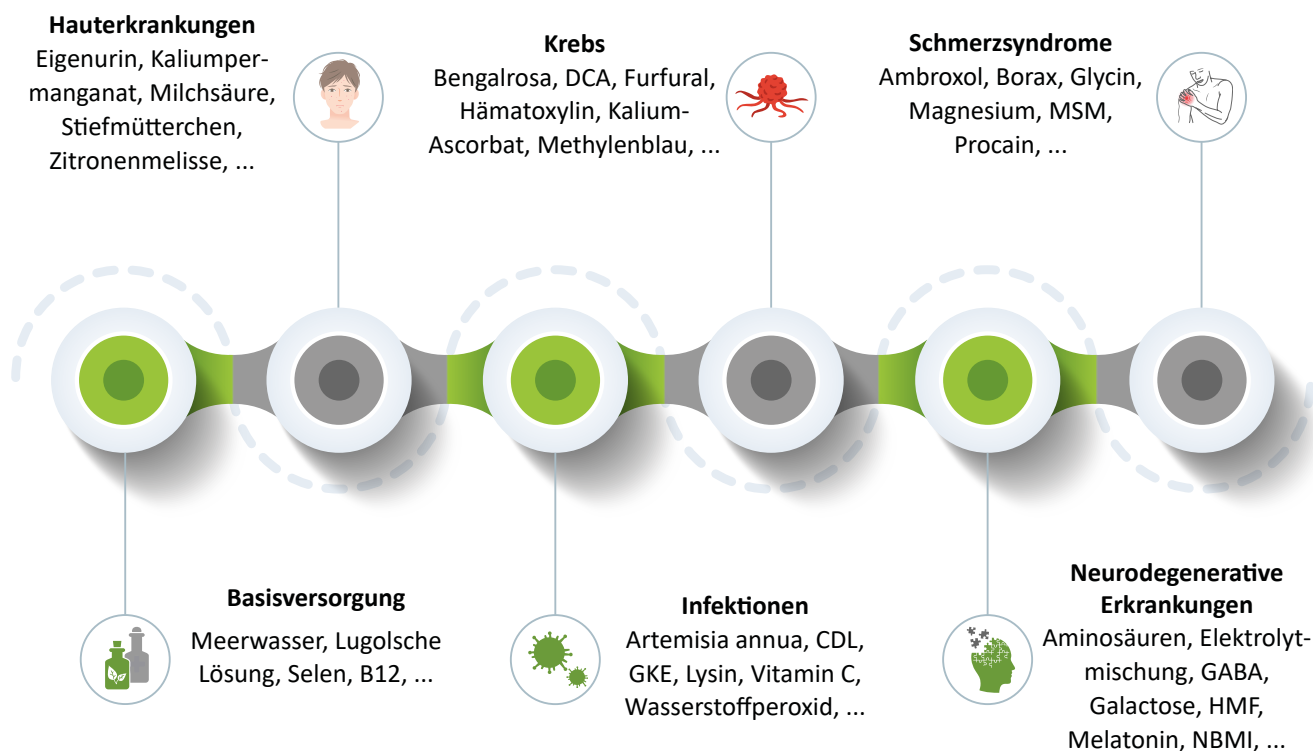 Hauterkrankungen
Eigenurin, Kaliumper-
manganat, Milchsäure,
Stiefmütterchen,
Zitronenmelisse, ...
Krebs
Bengalrosa, DCA, Furfural,
Hämatoxylin, Kalium-
Ascorbat, Methylenblau, ...
Schmerzsyndrome
Ambroxol, Borax, Glycin,
Magnesium, MSM,
Procain, ...
Basisversorgung
Meerwasser, Lugolsche
Lösung, Selen, B12, ...
Infektionen
Artemisia annua, CDL,
GKE, Lysin, Vitamin C,
Wasserstoffperoxid, ...
Neurodegenerative
Erkrankungen
Aminosäuren, Elektrolyt-
mischung, GABA,
Galactose, HMF,
Melatonin, NBMI, ...